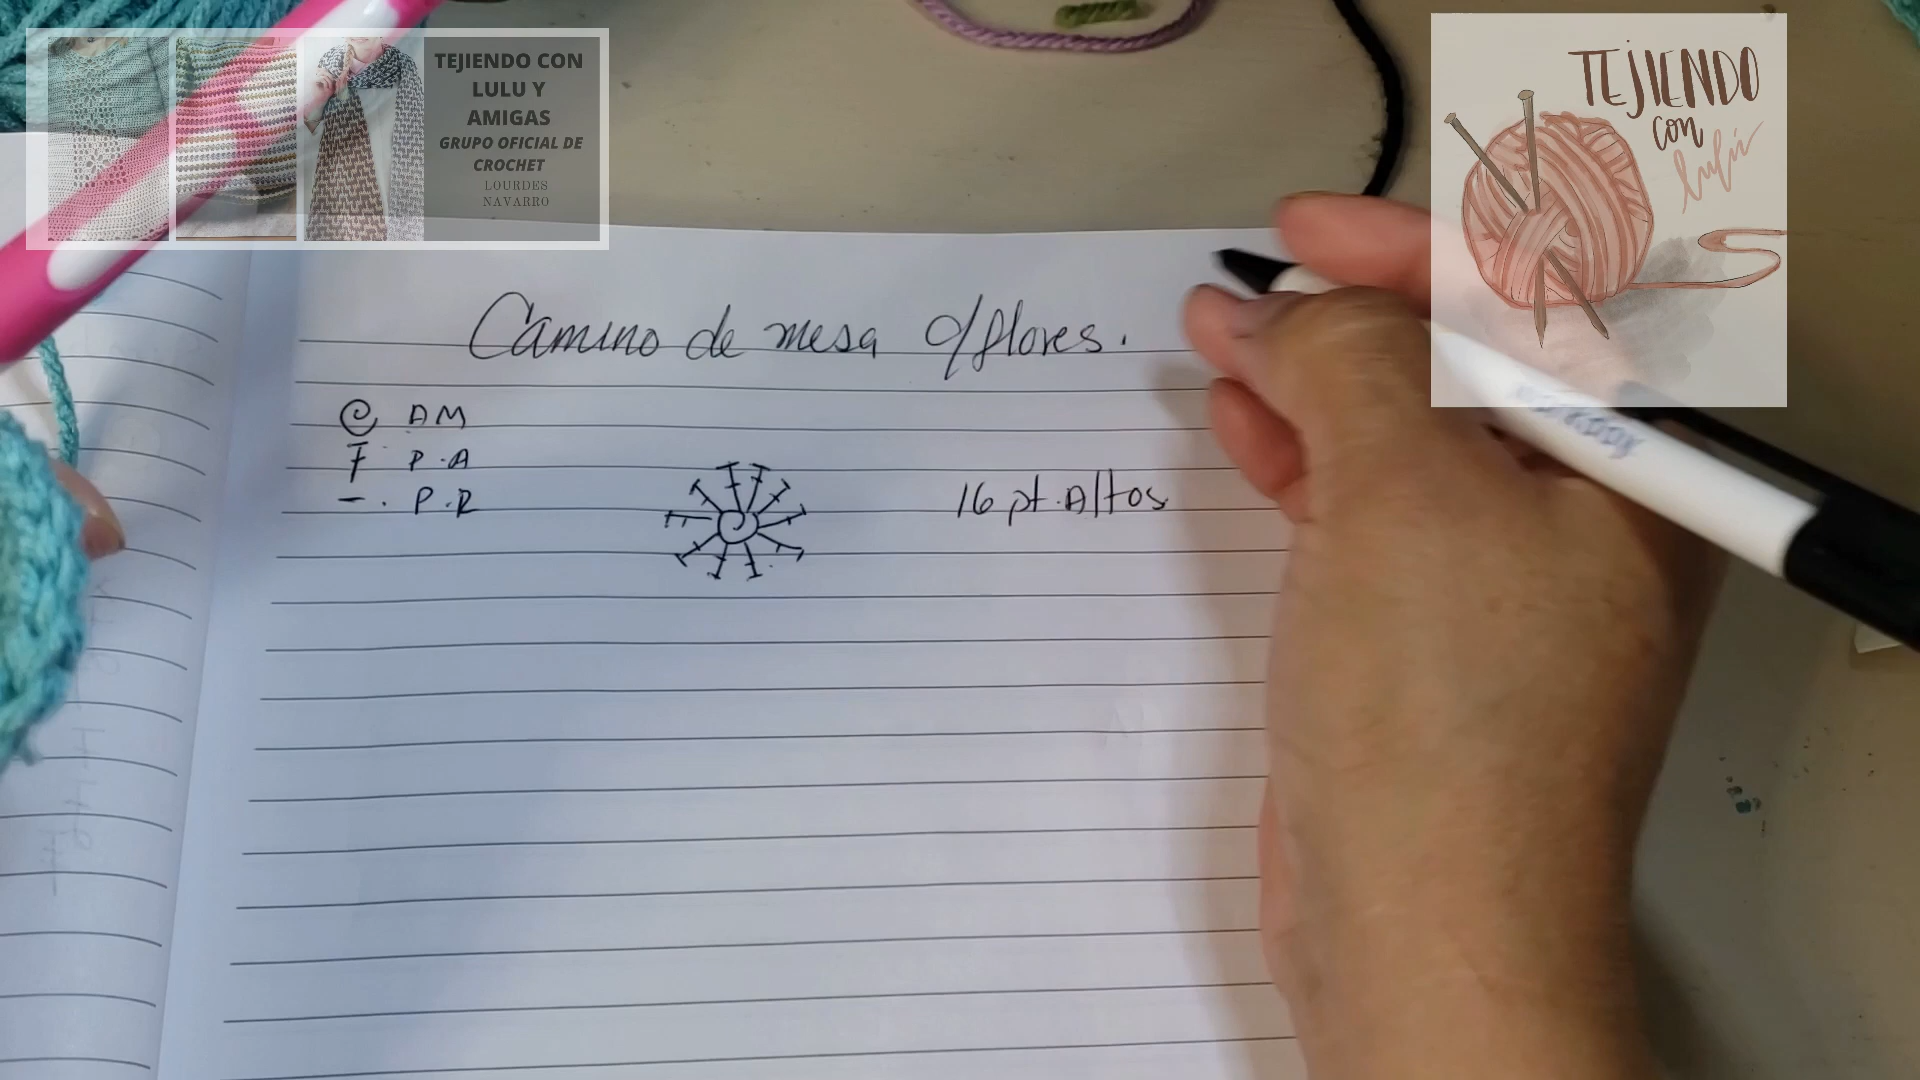 TEJIENDO CON
LULU Y
AMIGAS
GRUPO OFICIAL DE
CROCHET
LOURDES
NAVARRO
TEJIENDO
con
lulú
Camino de mesa c/flores.
AM
P.A
P.R
16 pt. Altos